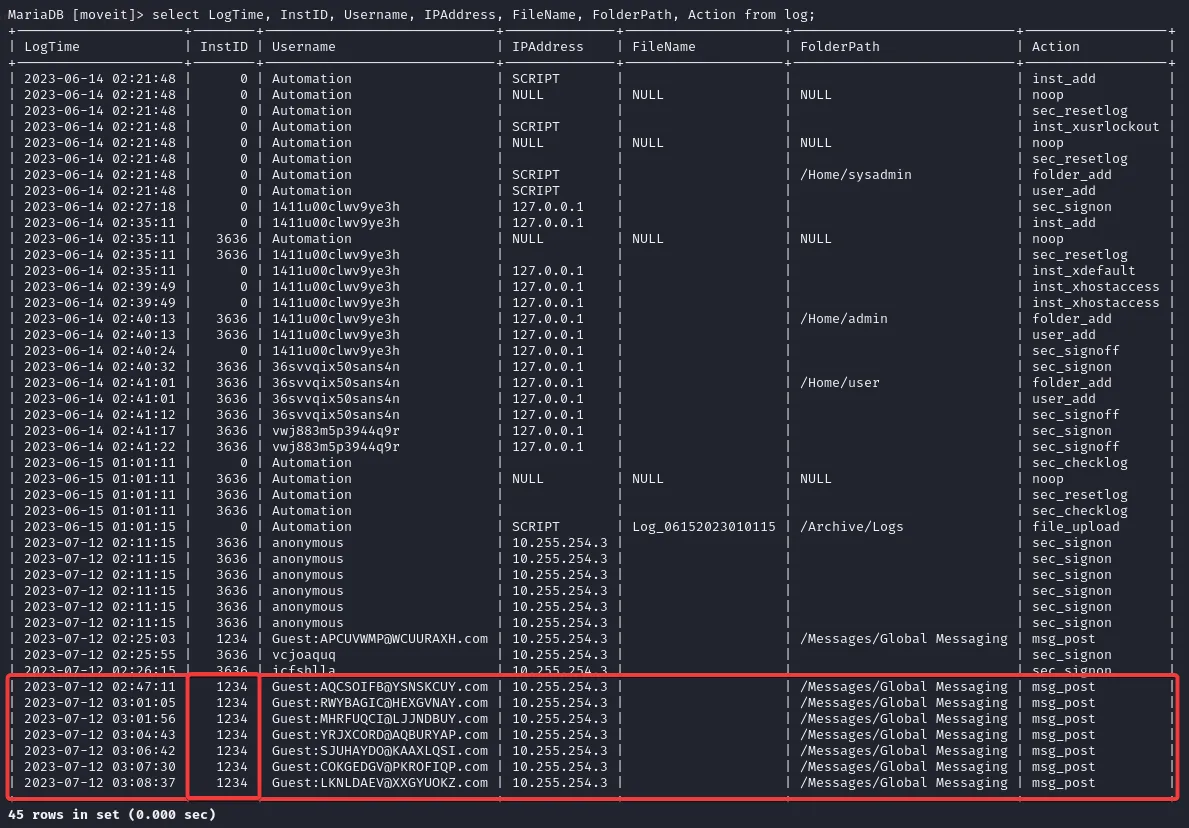 MariaDB [moveit]> select LogTime, InstID, Username, IPAddress, FileName, FolderPath, Action from log;
| LogTime | InstID | Username | IPAddress | FileName | FolderPath | Action |
| 2023-06-14 02:21:48 | 0 | Automation | SCRIPT | | | inst_add |
| 2023-06-14 02:21:48 | 0 | Automation | NULL | NULL | NULL | noop |
| 2023-06-14 02:21:48 | 0 | Automation | | | | sec_resetlog |
| 2023-06-14 02:21:48 | 0 | Automation | SCRIPT | | | inst_xusrlockout |
| 2023-06-14 02:21:48 | 0 | Automation | NULL | NULL | NULL | noop |
| 2023-06-14 02:21:48 | 0 | Automation | | | | sec_resetlog |
| 2023-06-14 02:21:48 | 0 | Automation | SCRIPT | | /Home/sysadmin | folder_add |
| 2023-06-14 02:21:48 | 0 | Automation | SCRIPT | | | user_add |
| 2023-06-14 02:27:18 | 0 | 1411u00clwv9ye3h | 127.0.0.1 | | | sec_signon |
| 2023-06-14 02:35:11 | 0 | 1411u00clwv9ye3h | 127.0.0.1 | | | inst_add |
| 2023-06-14 02:35:11 | 3636 | Automation | NULL | NULL | NULL | noop |
| 2023-06-14 02:35:11 | 3636 | 1411u00clwv9ye3h | | | | sec_resetlog |
| 2023-06-14 02:35:11 | 0 | 1411u00clwv9ye3h | 127.0.0.1 | | | inst_xdefault |
| 2023-06-14 02:39:49 | 0 | 1411u00clwv9ye3h | 127.0.0.1 | | | inst_xhostaccess |
| 2023-06-14 02:39:49 | 0 | 1411u00clwv9ye3h | 127.0.0.1 | | | inst_xhostaccess |
| 2023-06-14 02:40:13 | 3636 | 1411u00clwv9ye3h | 127.0.0.1 | | /Home/admin | folder_add |
| 2023-06-14 02:40:13 | 3636 | 1411u00clwv9ye3h | 127.0.0.1 | | | user_add |
| 2023-06-14 02:40:24 | 0 | 1411u00clwv9ye3h | 127.0.0.1 | | | sec_signoff |
| 2023-06-14 02:40:32 | 3636 | 36svvqix50sans4n | 127.0.0.1 | | | sec_signon |
| 2023-06-14 02:41:01 | 3636 | 36svvqix50sans4n | 127.0.0.1 | | /Home/user | folder_add |
| 2023-06-14 02:41:01 | 3636 | 36svvqix50sans4n | 127.0.0.1 | | | user_add |
| 2023-06-14 02:41:12 | 3636 | 36svvqix50sans4n | 127.0.0.1 | | | sec_signoff |
| 2023-06-14 02:41:17 | 3636 | vwj883m5p3944q9r | 127.0.0.1 | | | sec_signon |
| 2023-06-14 02:41:22 | 3636 | vwj883m5p3944q9r | 127.0.0.1 | | | sec_signoff |
| 2023-06-15 01:01:11 | 0 | Automation | | | | sec_checklog |
| 2023-06-15 01:01:11 | 3636 | Automation | NULL | NULL | NULL | noop |
| 2023-06-15 01:01:11 | 3636 | Automation | | | | sec_resetlog |
| 2023-06-15 01:01:11 | 3636 | Automation | | | | sec_checklog |
| 2023-06-15 01:01:15 | 0 | Automation | SCRIPT | Log_06152023010115 | /Archive/Logs | file_upload |
| 2023-07-12 02:11:15 | 3636 | anonymous | 10.255.254.3 | | | sec_signon |
| 2023-07-12 02:11:15 | 3636 | anonymous | 10.255.254.3 | | | sec_signon |
| 2023-07-12 02:11:15 | 3636 | anonymous | 10.255.254.3 | | | sec_signon |
| 2023-07-12 02:11:15 | 3636 | anonymous | 10.255.254.3 | | | sec_signon |
| 2023-07-12 02:11:15 | 3636 | anonymous | 10.255.254.3 | | | sec_signon |
| 2023-07-12 02:11:15 | 3636 | anonymous | 10.255.254.3 | | | sec_signon |
| 2023-07-12 02:25:03 | 1234 | Guest:APCUVWMP@WCUURAXH.com | 10.255.254.3 | | /Messages/Global Messaging | msg_post |
| 2023-07-12 02:25:55 | 3636 | vcjoaquq | 10.255.254.3 | | | sec_signon |
| 2023-07-12 02:26:15 | 3636 | 10.255.254.3 | | | sec_signon |
| 2023-07-12 02:47:11 | 1234 | Guest:AQCSOIFB@YSNSKCUY.com | 10.255.254.3 | | /Messages/Global Messaging | msg_post |
| 2023-07-12 03:01:05 | 1234 | Guest:RWYBAGIC@HEXGVNAY.com | 10.255.254.3 | | /Messages/Global Messaging | msg_post |
| 2023-07-12 03:01:56 | 1234 | Guest:MHRFUQCI@LJJNDBUY.com | 10.255.254.3 | | /Messages/Global Messaging | msg_post |
| 2023-07-12 03:04:43 | 1234 | Guest:YRJXCORD@AQBURYAP.com | 10.255.254.3 | | /Messages/Global Messaging | msg_post |
| 2023-07-12 03:06:42 | 1234 | Guest:SJUHAYDO@KAAXLQSI.com | 10.255.254.3 | | /Messages/Global Messaging | msg_post |
| 2023-07-12 03:07:30 | 1234 | Guest:COKGEDGV@PKROFIQP.com | 10.255.254.3 | | /Messages/Global Messaging | msg_post |
| 2023-07-12 03:08:37 | 1234 | Guest:LKNLDAEV@XXGYUOKZ.com | 10.255.254.3 | | /Messages/Global Messaging | msg_post |
45 rows in set (0.000 sec)